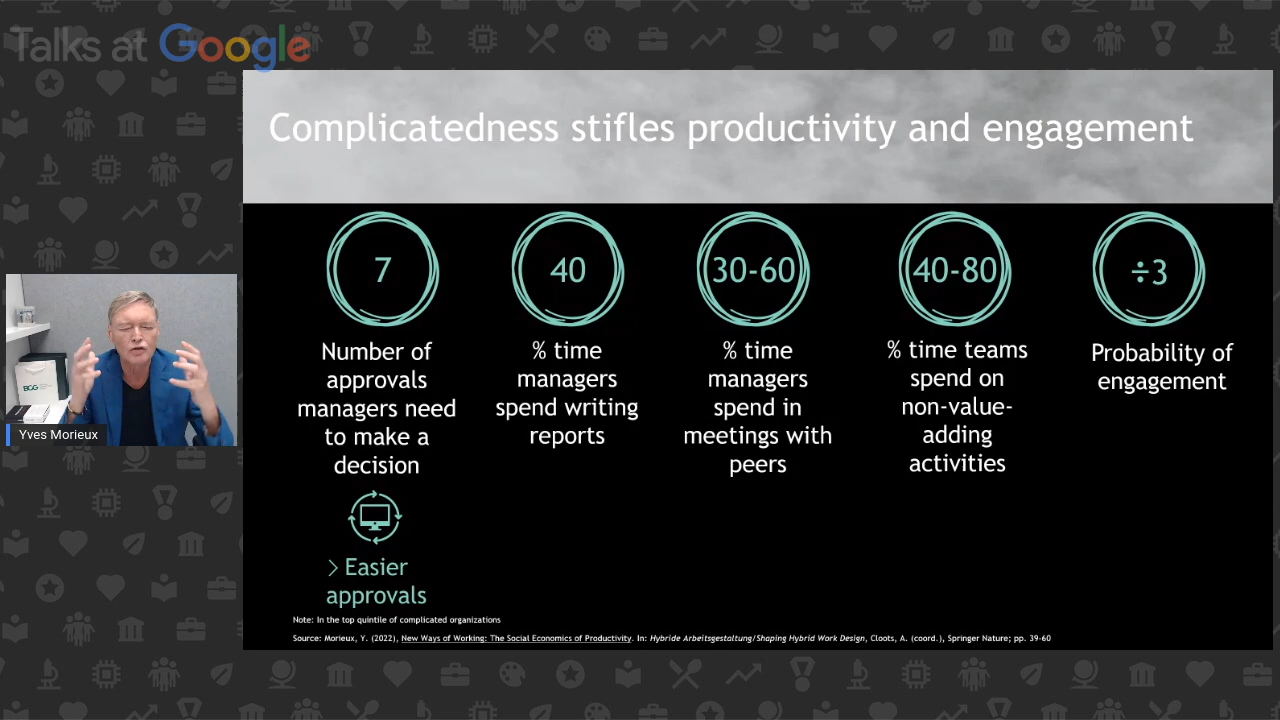 Talks at Google
Complicatedness stifles productivity and engagement
7
Number of
approvals
managers need
to make a
decision
> Easier
approvals
40
% time
managers
spend writing
reports
30-60
% time
managers
spend in
meetings with
peers
40-80
% time teams
spend on
non-value-
adding
activities
÷3
Probability of
engagement
BCG
Yves Morieux
Note: In the top quintile of complicated organizations
Source: Morieux, Y. (2022), New Ways of Working: The Social Economics of Productivity. In: Hybride Arbeitsgestaltung/Shaping Hybrid Work Design, Cloots, A. (coord.), Springer Nature; pp. 39-60